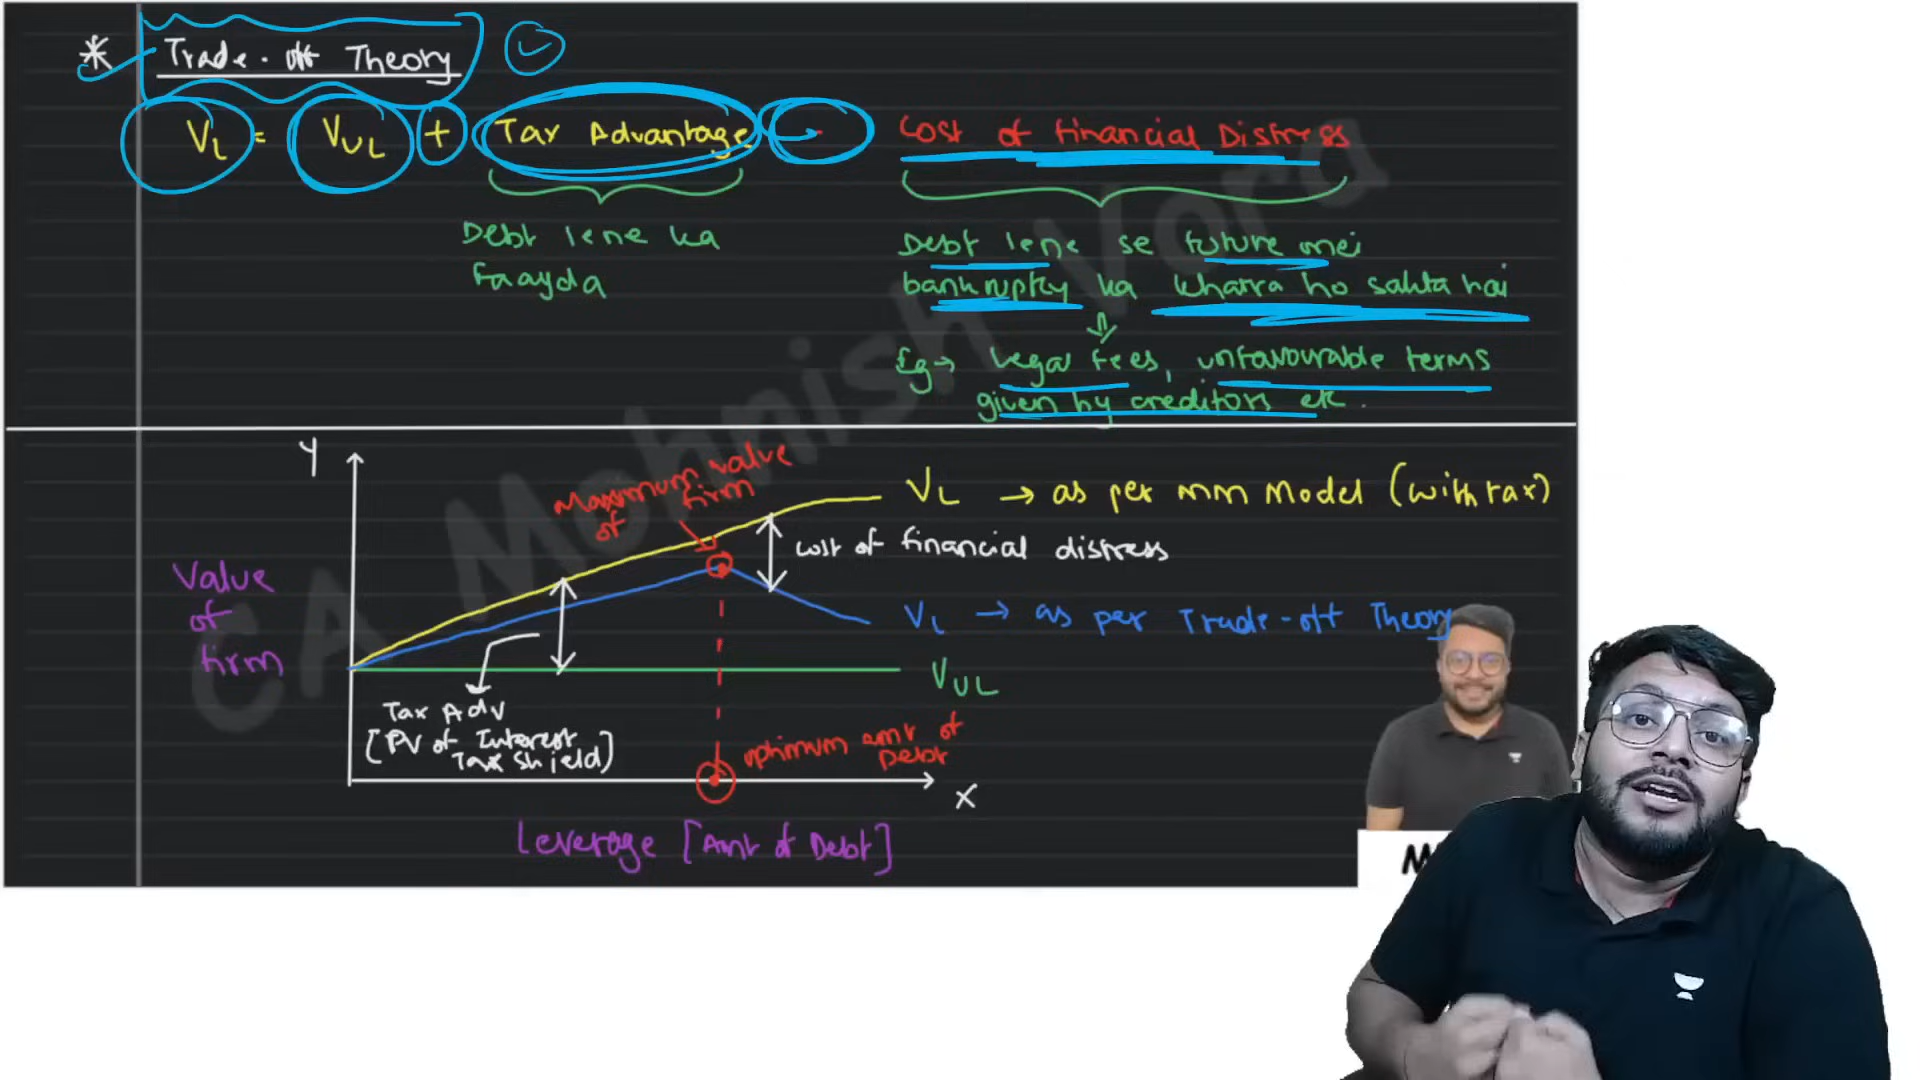 * Trade-off Theory
VL = VUL + Tax Advantage - Cost of financial Distress
Debt lene ka
Faayda
Debt lene se future mei
bankruptcy ka khatra ho sakta hai
Eg → Legal Fees, unfavourable terms
given by creditors etc.
CA Mohnish Vora
Y
Maximum value
of firm
VL → as per MM Model (with tax)
cost of financial distress
Value
of
firm
VL → as per Trade-off Theory
VUL
Tax Adv
[PV of Interest
Tax Shield]
optimum amt of
Debt
X
Leverage [Amt of Debt]